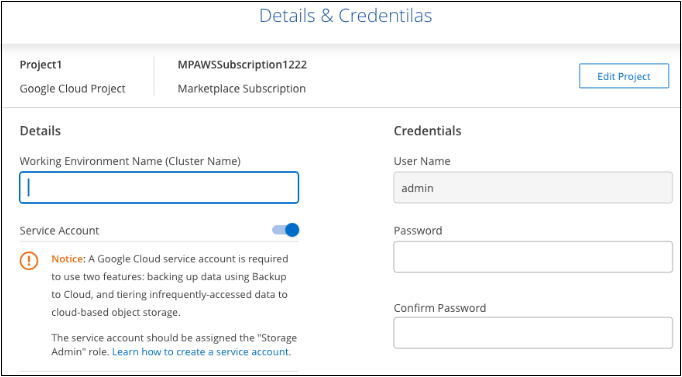 Details & Credentilas
Project1
Google Cloud Project
MPAWSSubscription1222
Marketplace Subscription
Edit Project
Details
Working Environment Name (Cluster Name)
Service Account
Notice: A Google Cloud service account is required
to use two features: backing up data using Backup
to Cloud, and tiering infrequently-accessed data to
cloud-based object storage.
The service account should be assigned the "Storage
Admin" role. Learn how to create a service account.
Credentials
User Name
admin
Password
Confirm Password